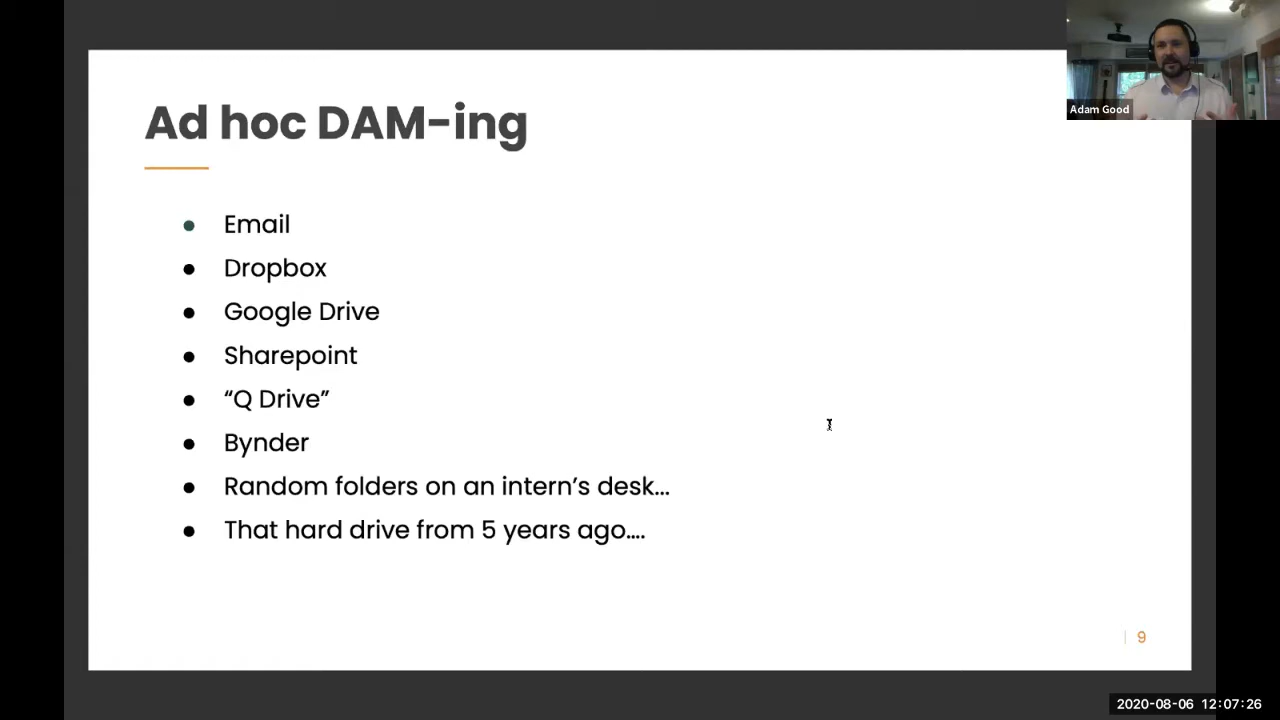 Ad hoc DAM-ing
Adam Good
● Email
● Dropbox
● Google Drive
● Sharepoint
● “Q Drive”
● Bynder
● Random folders on an intern’s desk...
● That hard drive from 5 years ago....
| 9
2020-08-06 12:07:26